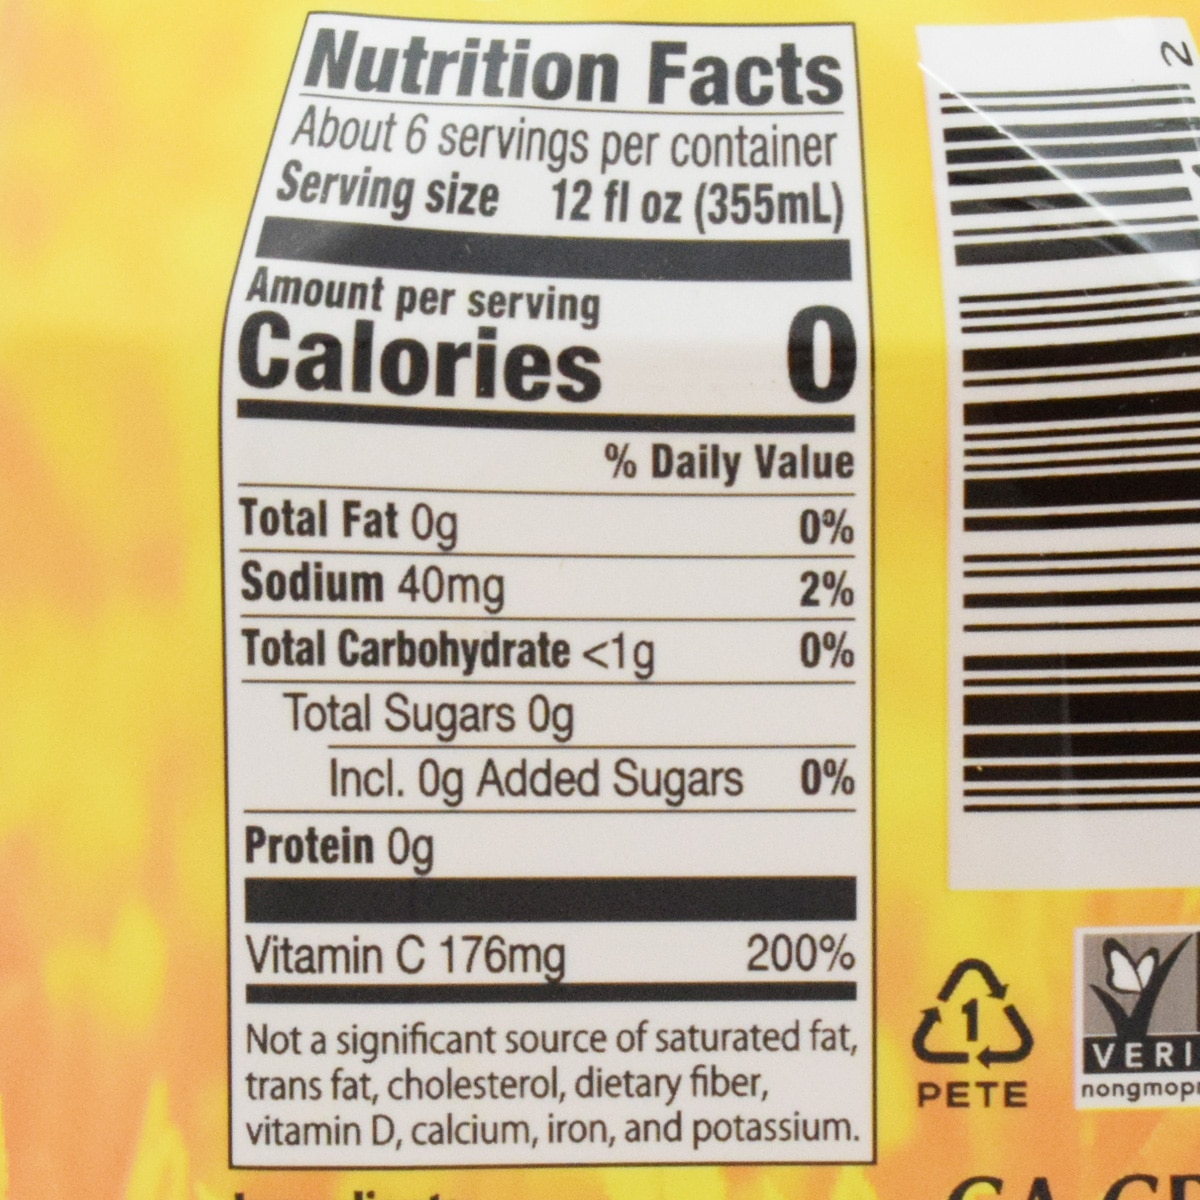 Nutrition Facts
About 6 servings per container
Serving size 12 fl oz (355mL)
Amount per serving
Calories 0
% Daily Value
Total Fat 0g 0%
Sodium 40mg 2%
Total Carbohydrate <1g 0%
Total Sugars 0g
Incl. 0g Added Sugars 0%
Protein 0g
Vitamin C 176mg 200%
Not a significant source of saturated fat,
trans fat, cholesterol, dietary fiber,
vitamin D, calcium, iron, and potassium.
2
1
PETE
VERI
nongmop